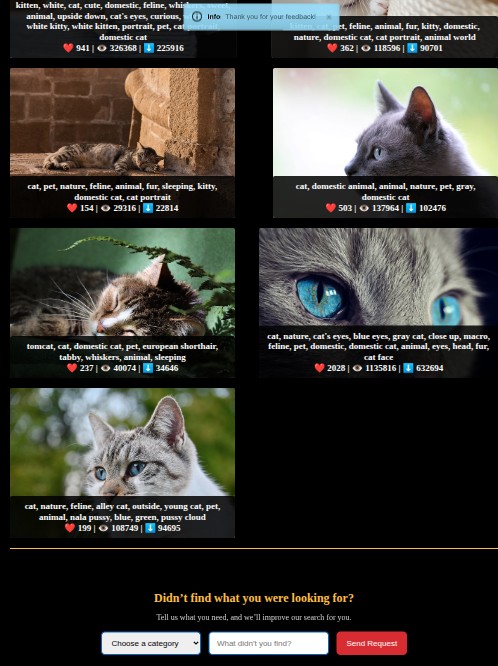 kitten, white, cat, cute, domestic, feline, whiskers, sweet,
animal, upside down, cat's eyes, curious,
white kitty, white kitten, portrait, pet, cat portrait,
domestic cat
❤️ 941 | 👁️ 326368 | ⬇️ 225916
Info Thank you for your feedback! ×
pet, feline, animal, fur, kitty, domestic,
nature, domestic cat, cat portrait, animal world
❤️ 362 | 👁️ 118596 | ⬇️ 90701
cat, pet, nature, feline, animal, fur, sleeping, kitty,
domestic cat, cat portrait
❤️ 154 | 👁️ 29316 | ⬇️ 22814
cat, domestic animal, animal, nature, pet, gray,
domestic cat
❤️ 503 | 👁️ 137964 | ⬇️ 102476
tomcat, cat, domestic cat, pet, european shorthair,
tabby, whiskers, animal, sleeping
❤️ 237 | 👁️ 40074 | ⬇️ 34646
cat, nature, cat's eyes, blue eyes, gray cat, close up, macro,
feline, pet, domestic, domestic cat, animal, eyes, head, fur,
cat face
❤️ 2028 | 👁️ 1135816 | ⬇️ 632694
cat, nature, feline, alley cat, outside, young cat, pet,
animal, nala pussy, blue, green, pussy cloud
❤️ 199 | 👁️ 108749 | ⬇️ 94695
Didn't find what you were looking for?
Tell us what you need, and we'll improve our search for you.
Choose a category
What didn't you find?
Send Request